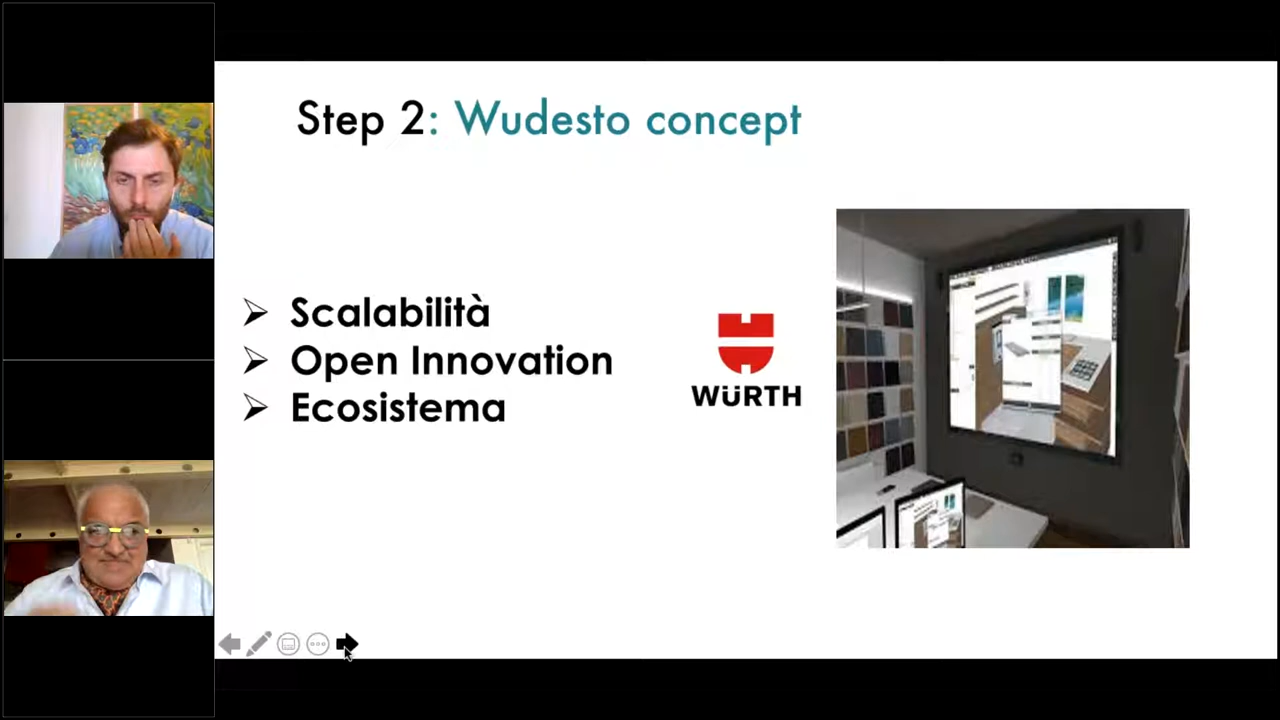 Step 2: Wudesto concept
Scalabilità
Open Innovation
Ecosistema
WÜRTH